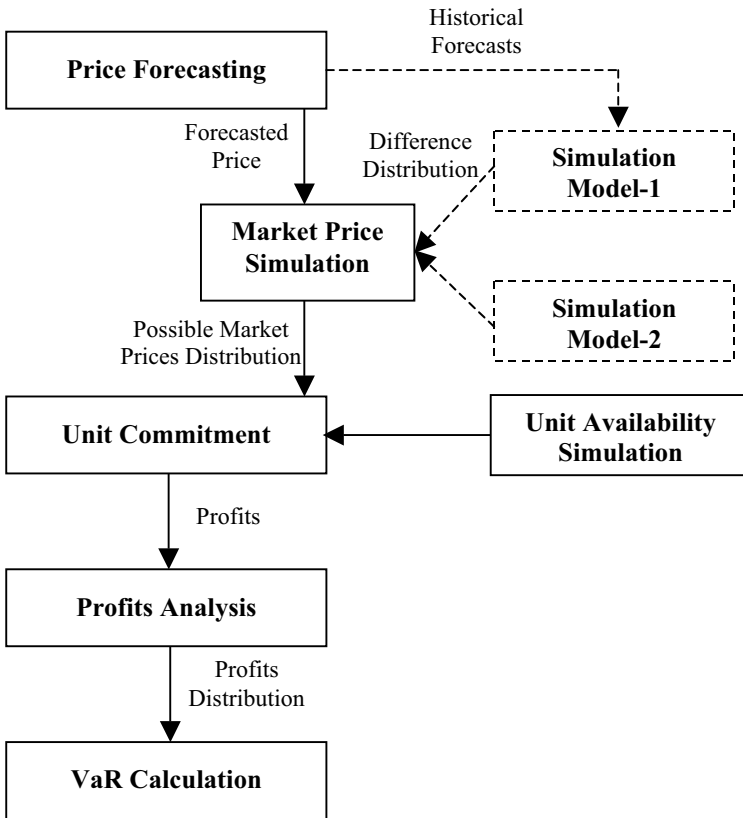 Historical
Forecasts
Price Forecasting
Forecasted
Price
Difference
Distribution
Simulation
Model-1
Market Price
Simulation
Simulation
Model-2
Possible Market
Prices Distribution
Unit Commitment
Unit Availability
Simulation
Profits
Profits Analysis
Profits
Distribution
VaR Calculation